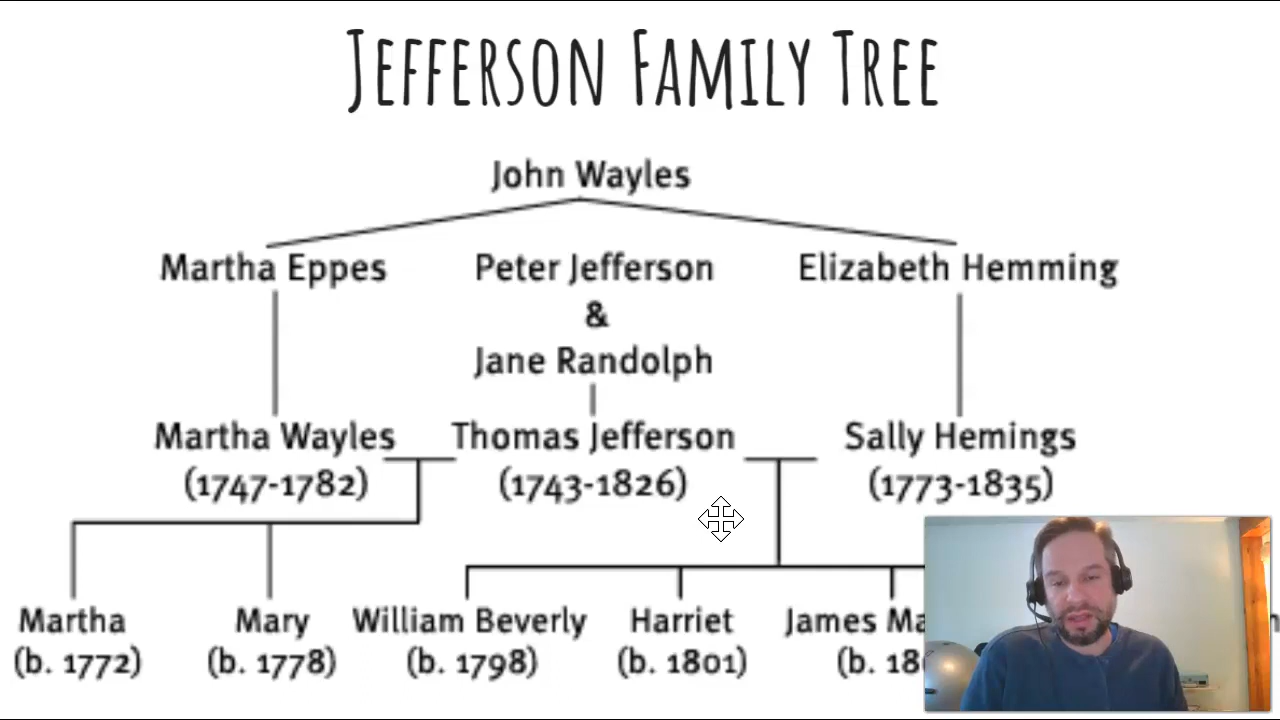 JEFFERSON FAMILY TREE
John Wayles
Martha Eppes Peter Jefferson Elizabeth Hemming
&
Jane Randolph
Martha Wayles Thomas Jefferson Sally Hemings
(1747-1782) (1743-1826) (1773-1835)
Martha Mary William Beverly Harriet James
(b. 1772) (b. 1778) (b. 1798) (b. 1801) (b.